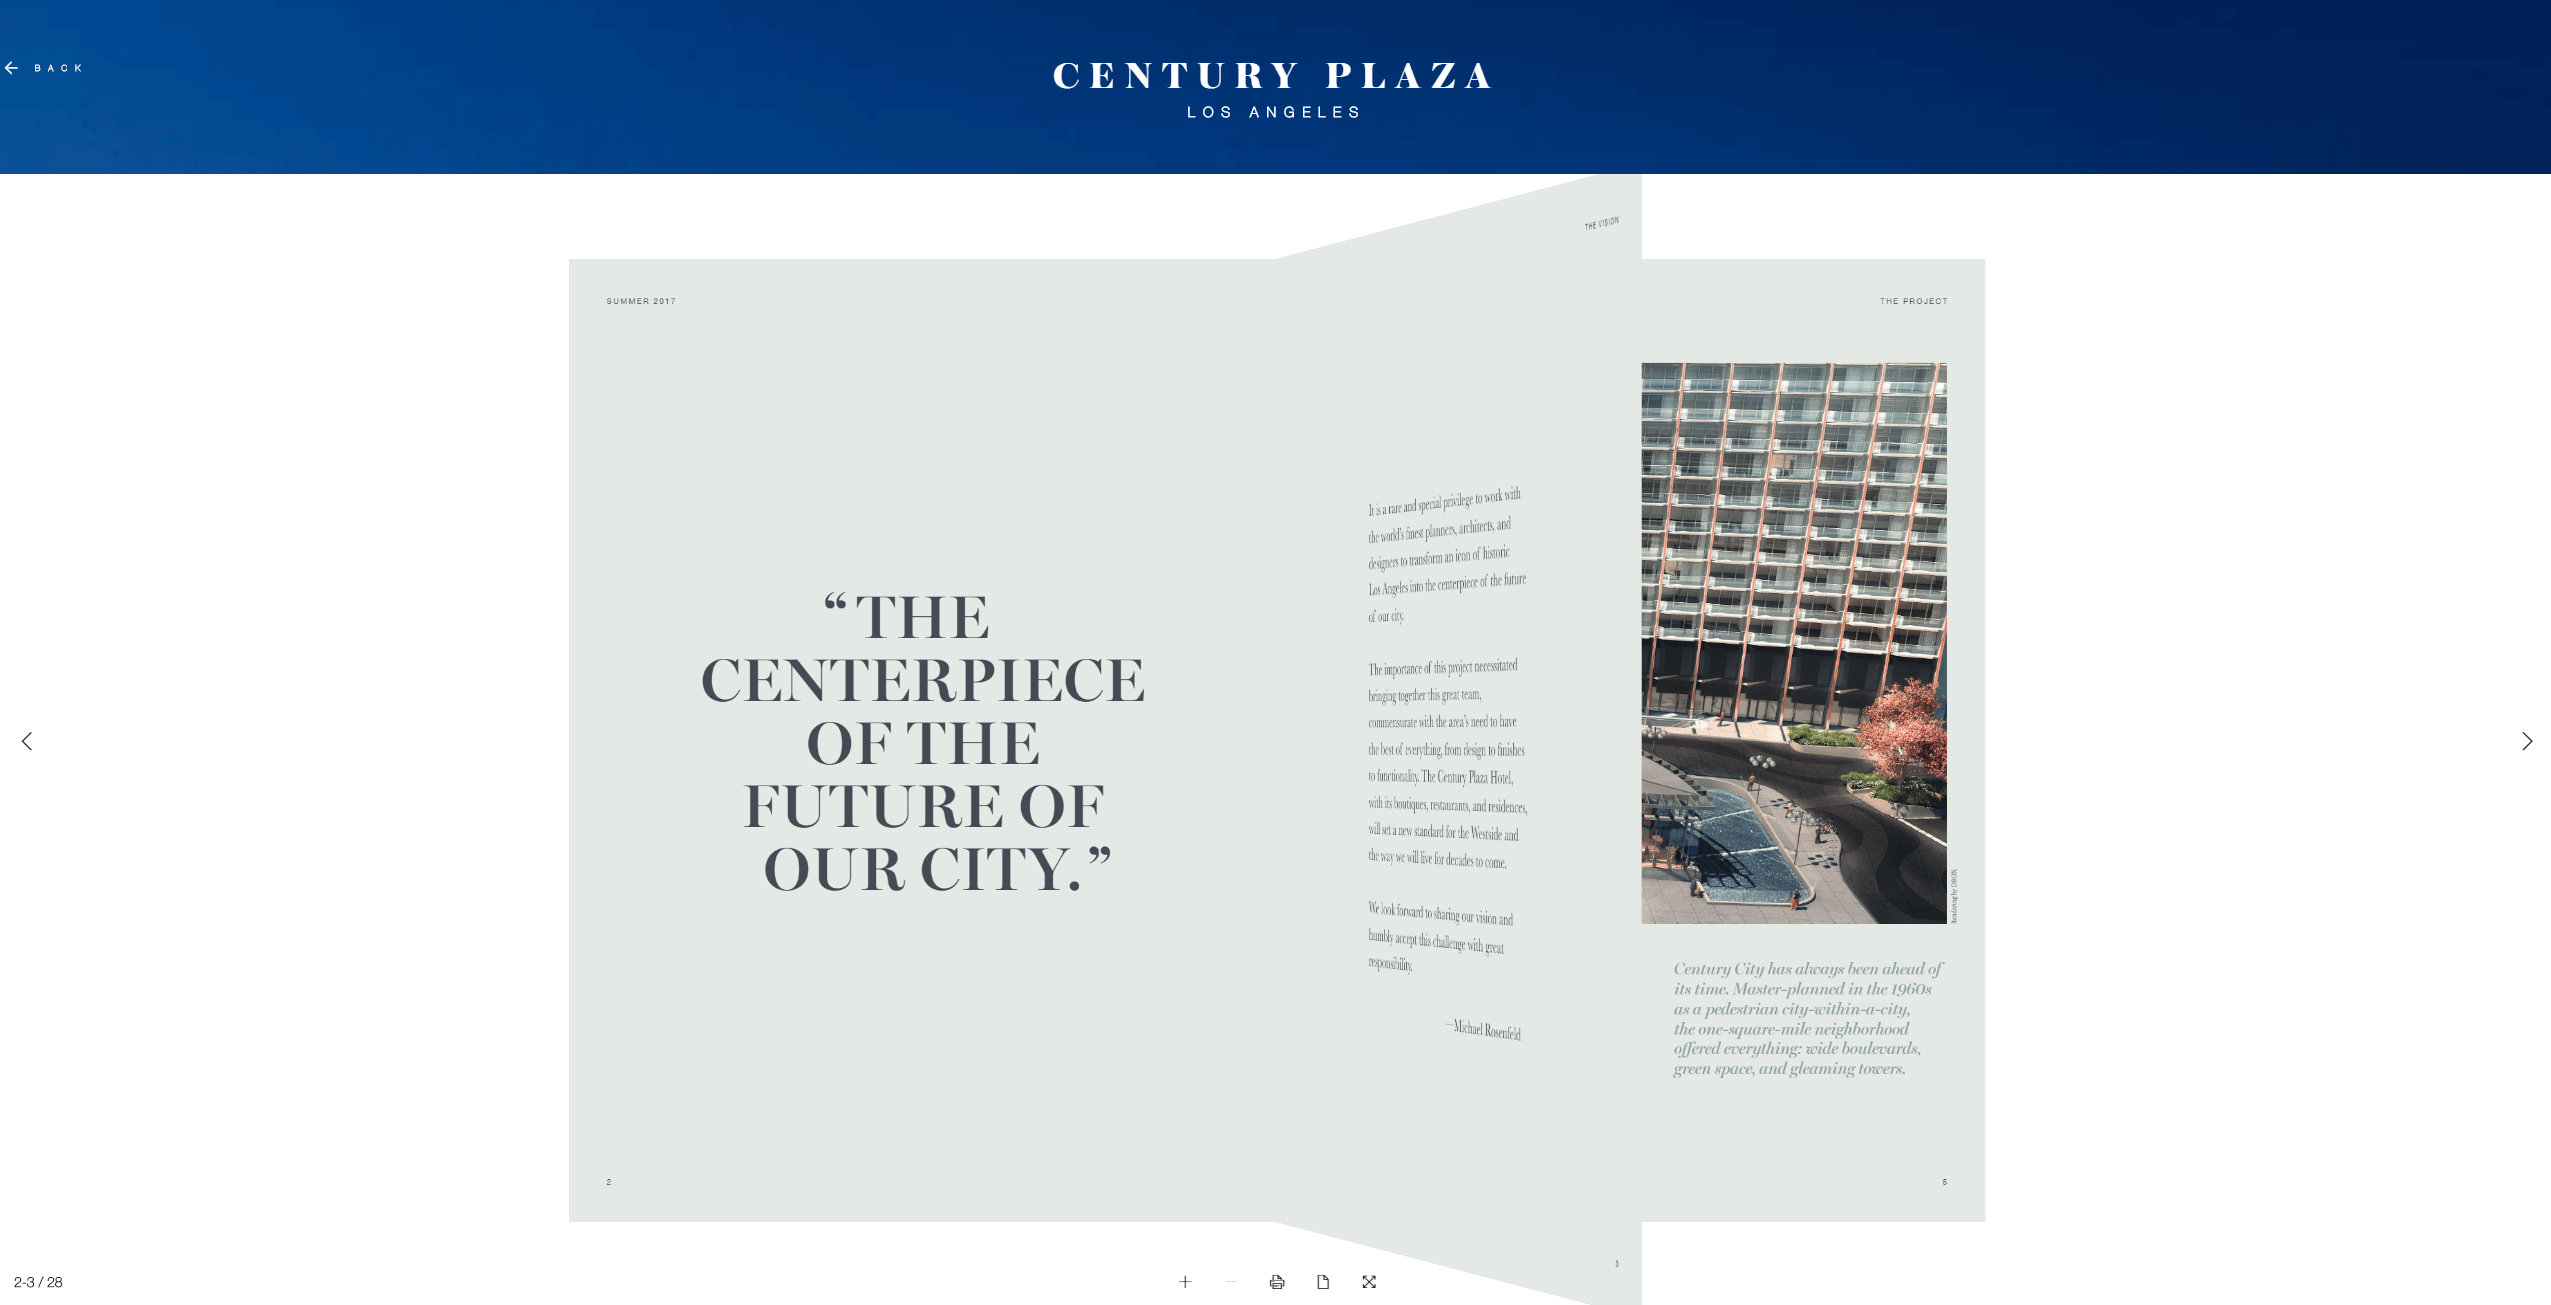 BACK
CENTURY PLAZA
LOS ANGELES
SUMMER 2017
“THE
CENTERPIECE
OF THE
FUTURE OF
OUR CITY.”
2
THE VISION
It is a rare and special privilege to work with
the world’s finest planners, architects, and
designers to transform an icon of historic
Los Angeles into the centerpiece of the future
of our city.
The importance of this project necessitated
bringing together this great team,
commensurate with the area’s need to have
the best of everything, from design to finishes
to functionality. The Century Plaza Hotel,
with its boutiques, restaurants, and residences,
will set a new standard for the Westside and
the way we will live for decades to come.
We look forward to sharing our vision and
humbly accept this challenge with great
responsibility.
—Michael Rosenfeld
3
THE PROJECT
Rendering by DBOX
Century City has always been ahead of
its time. Master-planned in the 1960s
as a pedestrian city-within-a-city,
the one-square-mile neighborhood
offered everything: wide boulevards,
green space, and gleaming towers.
5
2-3 / 28